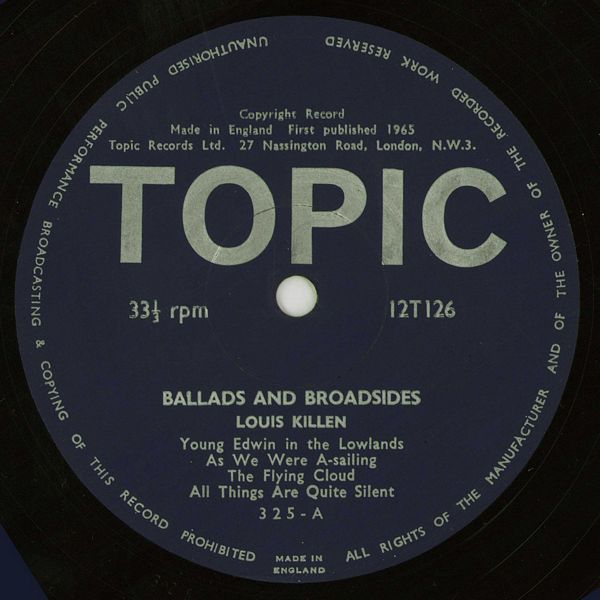 Copyright Record
Made in England First published 1965
Topic Records Ltd. 27 Nassington Road, London, N.W.3.
TOPIC
33⅓ rpm 12T126
BALLADS AND BROADSIDES
LOUIS KILLEN
Young Edwin in the Lowlands
As We Were A-sailing
The Flying Cloud
All Things Are Quite Silent
325-A
MADE IN
ENGLAND
ALL RIGHTS OF THE MANUFACTURER AND OF THE OWNER OF THE RECORDED WORK RESERVED
UNAUTHORISED PUBLIC PERFORMANCE BROADCASTING & COPYING OF THIS RECORD PROHIBITED